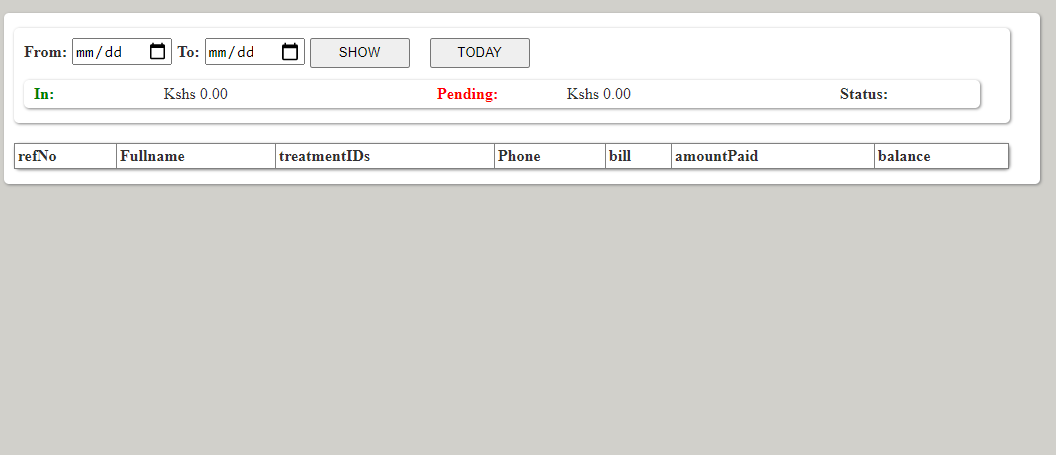 From: mm/dd To: mm/dd SHOW TODAY
In: Kshs 0.00 Pending: Kshs 0.00 Status:
refNo Fullname treatmentIDs Phone bill amountPaid balance